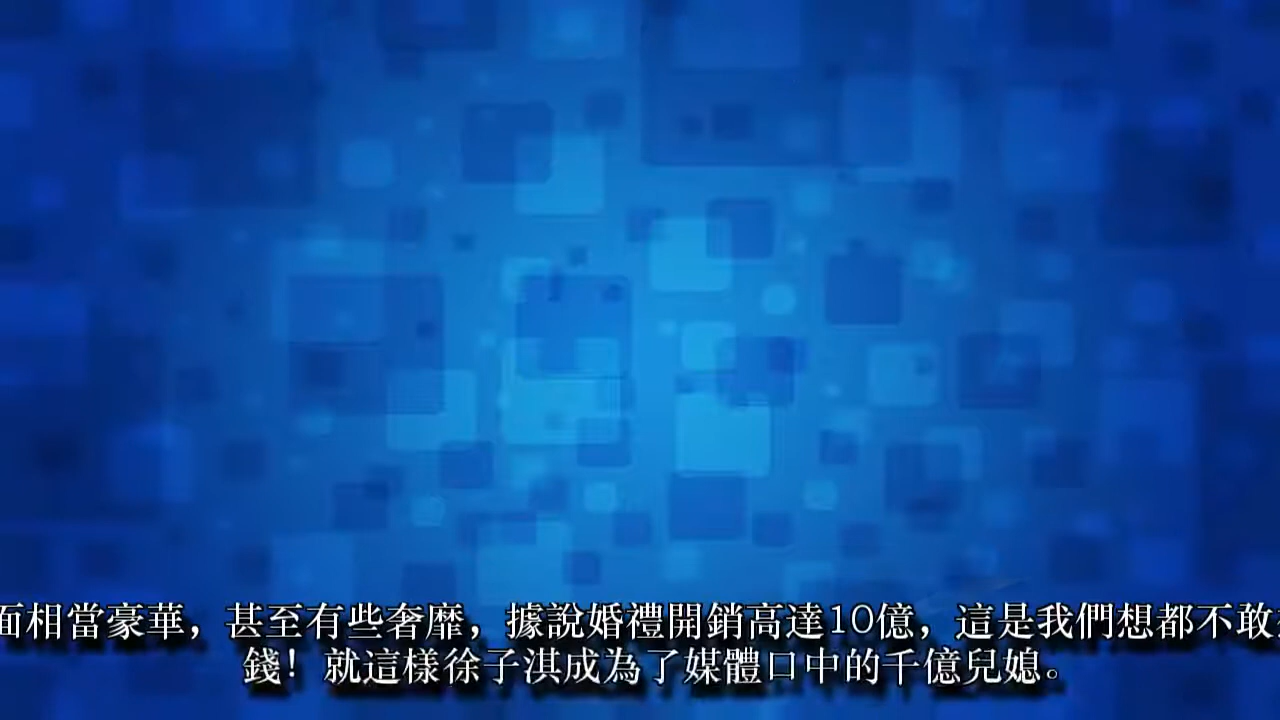 面相當豪華，甚至有些奢靡，據說婚禮開銷高達10億，這是我們想都不敢
錢！就這樣徐子淇成為了媒體口中的千億兒媳。